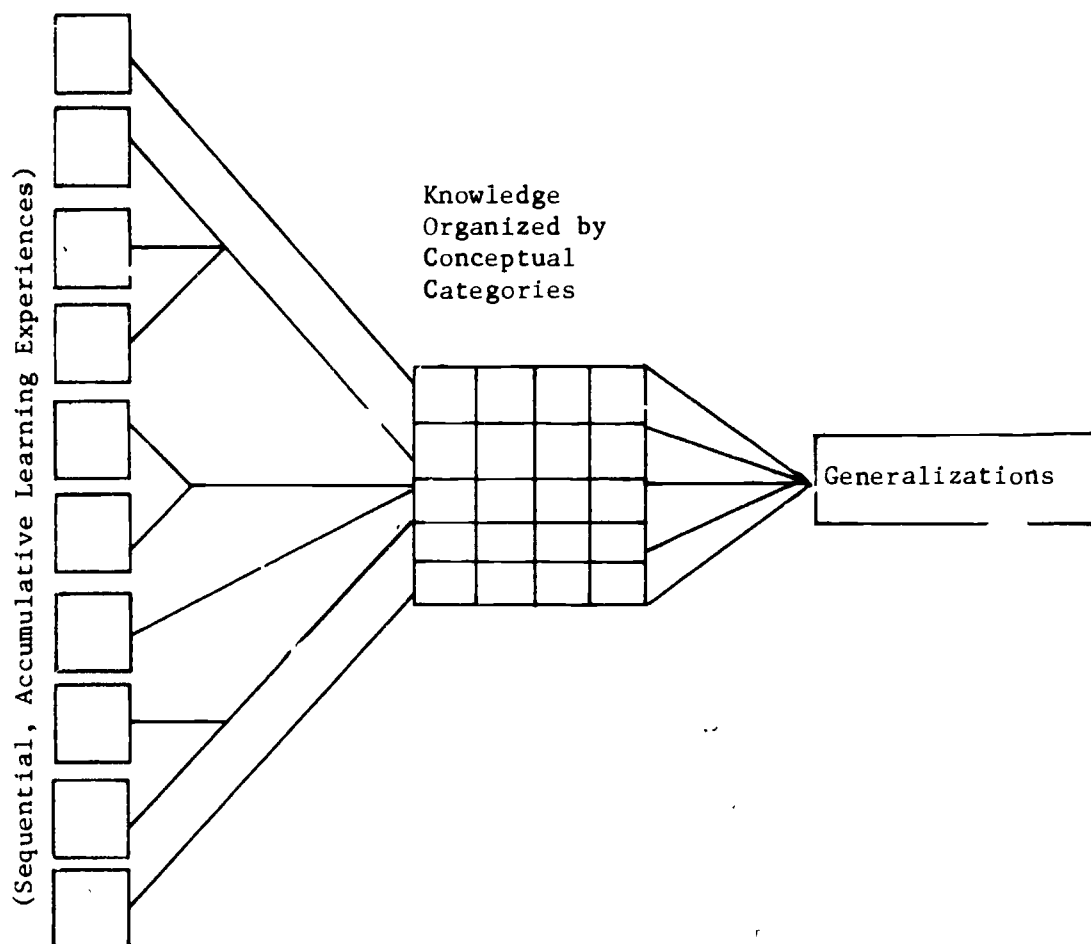 (Sequential, Accumulative Learning Experiences)
Knowledge
Organized by
Conceptual
Categories
Generalizations